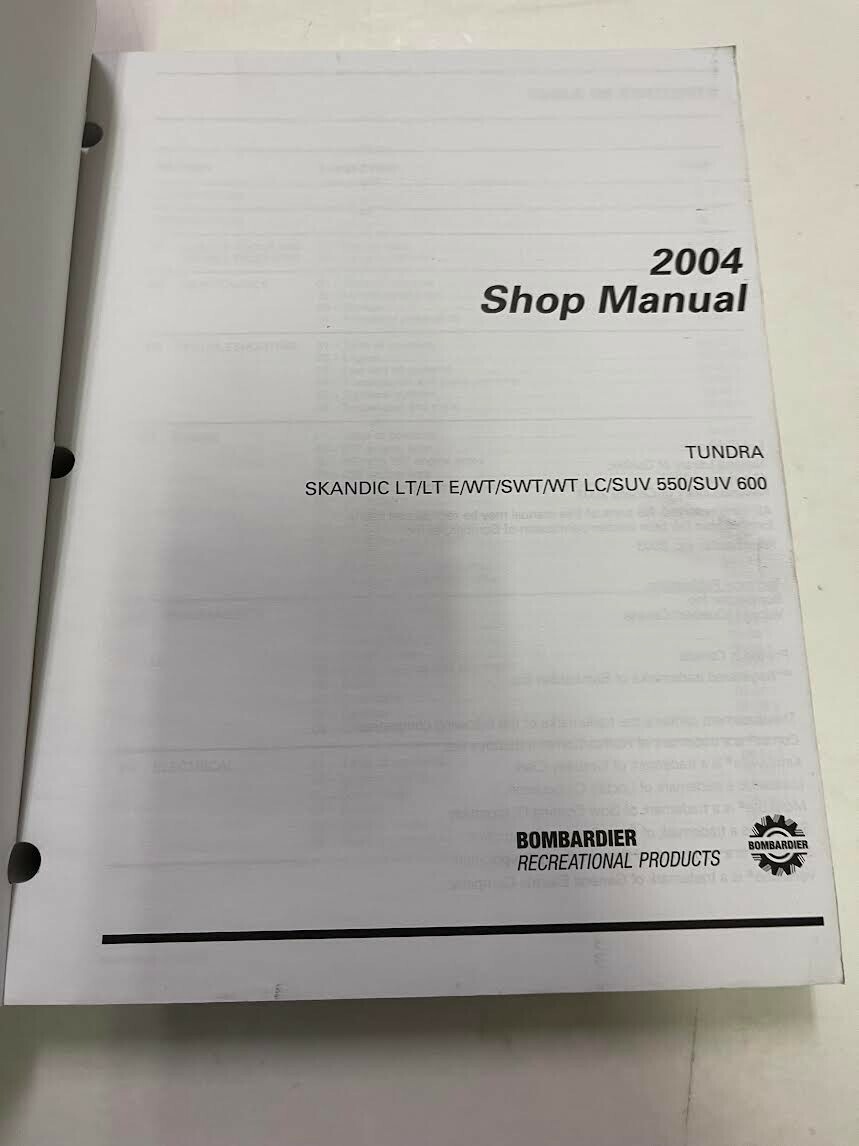 2004
Shop Manual
TUNDRA
SKANDIC LT/LT E/WT/SWT/WT LC/SUV 550/SUV 600
BOMBARDIER
RECREATIONAL PRODUCTS
BOMBARDIER